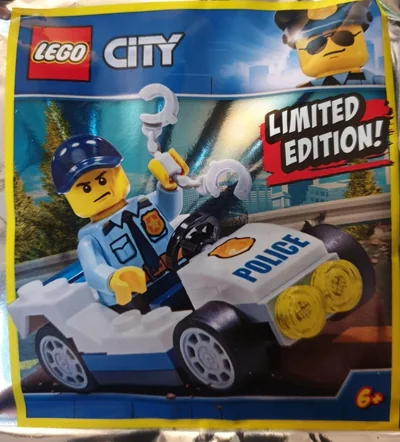 LEGO
CITY
LIMITED
EDITION!
POLICE
6+